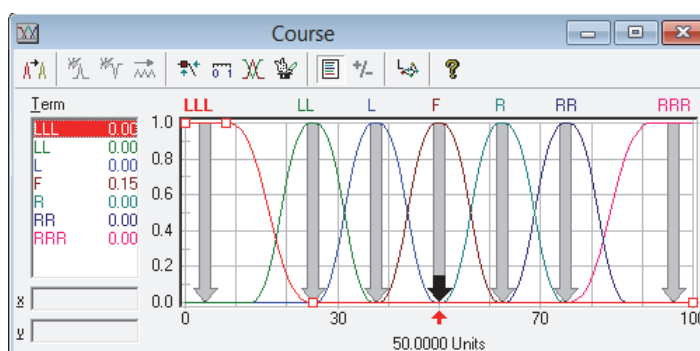 Course
0 1 +/- ?
Term
LLL 0.00
LL 0.00
L 0.00
F 0.15
R 0.00
RR 0.00
RRR 0.00
x
y
LLL LL L F R RR RRR
1.0
0.8
0.6
0.4
0.2
0.0
0 30 70 100
50.0000 Units